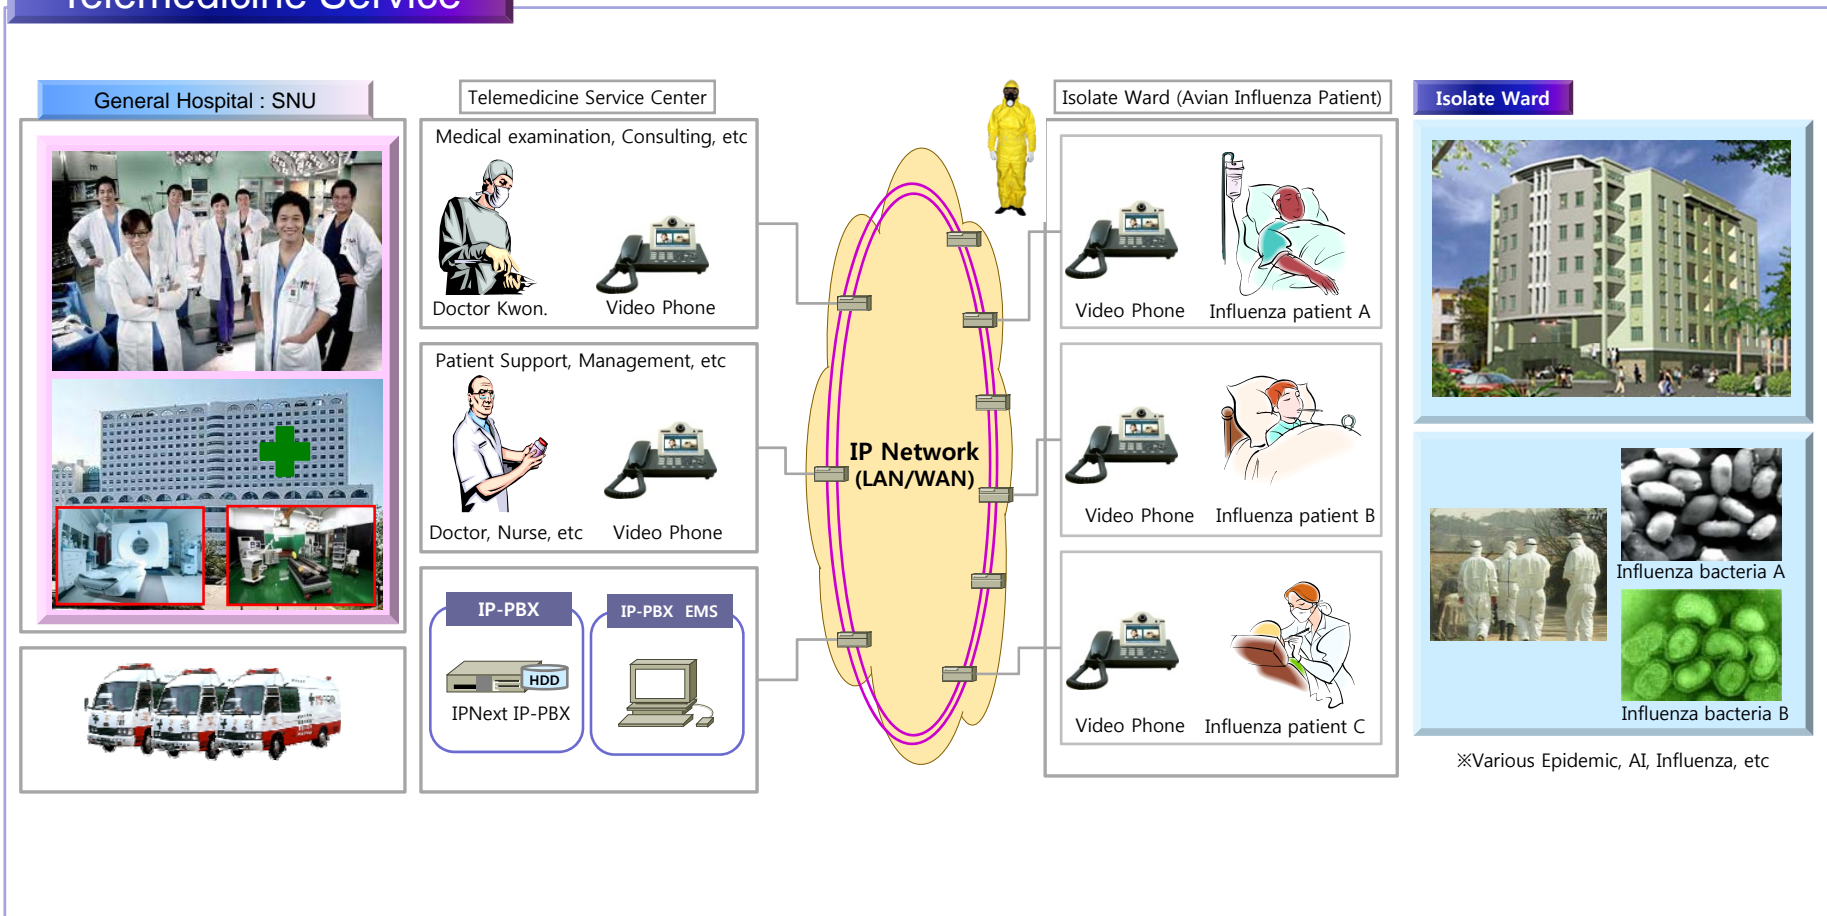 Telemedicine Service
General Hospital : SNU
Telemedicine Service Center
Medical examination, Consulting, etc
Doctor Kwon.
Video Phone
Patient Support, Management, etc
Doctor, Nurse, etc
Video Phone
IP-PBX
HDD
IPNext IP-PBX
IP-PBX EMS
IP Network
(LAN/WAN)
Isolate Ward (Avian Influenza Patient)
Video Phone
Influenza patient A
Video Phone
Influenza patient B
Video Phone
Influenza patient C
Isolate Ward
Influenza bacteria A
Influenza bacteria B
※Various Epidemic, AI, Influenza, etc